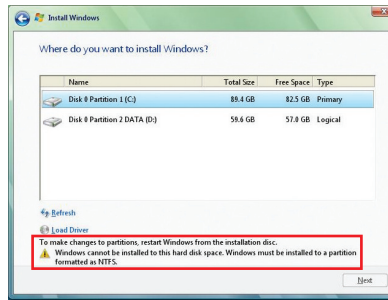 Install Windows
Where do you want to install Windows?
Name Total Size Free Space Type
Disk 0 Partition 1 (C:) 89.4 GB 82.5 GB Primary
Disk 0 Partition 2 DATA (D:) 59.6 GB 57.0 GB Logical
Refresh
Load Driver
To make changes to partitions, restart Windows from the installation disc.
Windows cannot be installed to this hard disk space. Windows must be installed to a partition
formatted as NTFS.
Next